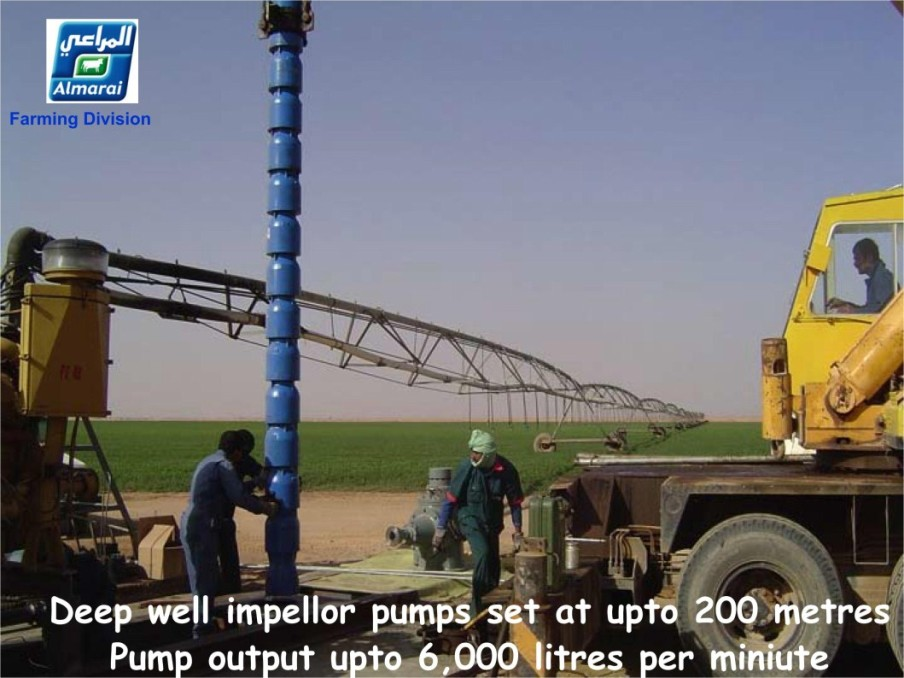 المراعي
Almarai
Farming Division
Deep well impellor pumps set at upto 200 metres
Pump output upto 6,000 litres per miniute